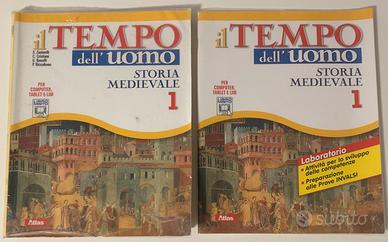 il TEMPO
dell'uomo
STORIA
MEDIEVALE
1
PER
COMPUTER,
TABLET E LIM
Atlas
il TEMPO
dell'uomo
STORIA
MEDIEVALE
1
PER
COMPUTER,
TABLET E LIM
Laboratorio
• Attività per lo sviluppo
delle competenze
• Preparazione
alle Prove INVALSI
Atlas
subito